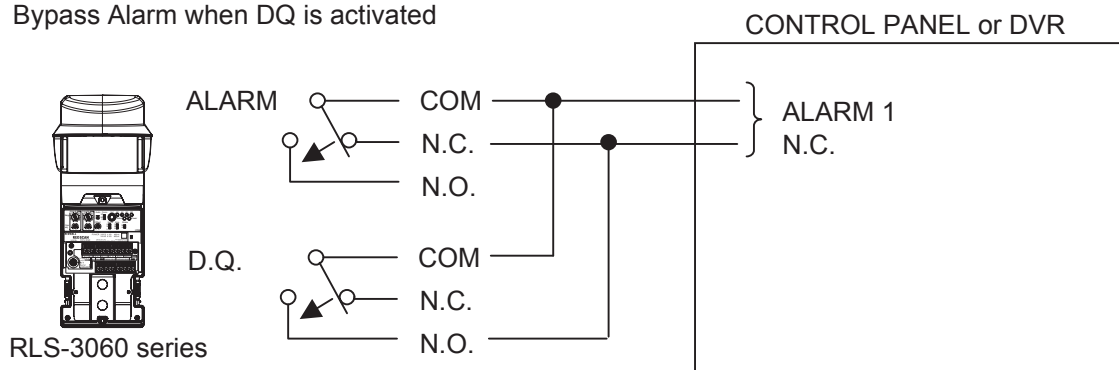 Bypass Alarm when DQ is activated
CONTROL PANEL or DVR
ALARM
COM
N.C.
N.O.
ALARM 1
N.C.
D.Q.
COM
N.C.
N.O.
RLS-3060 series